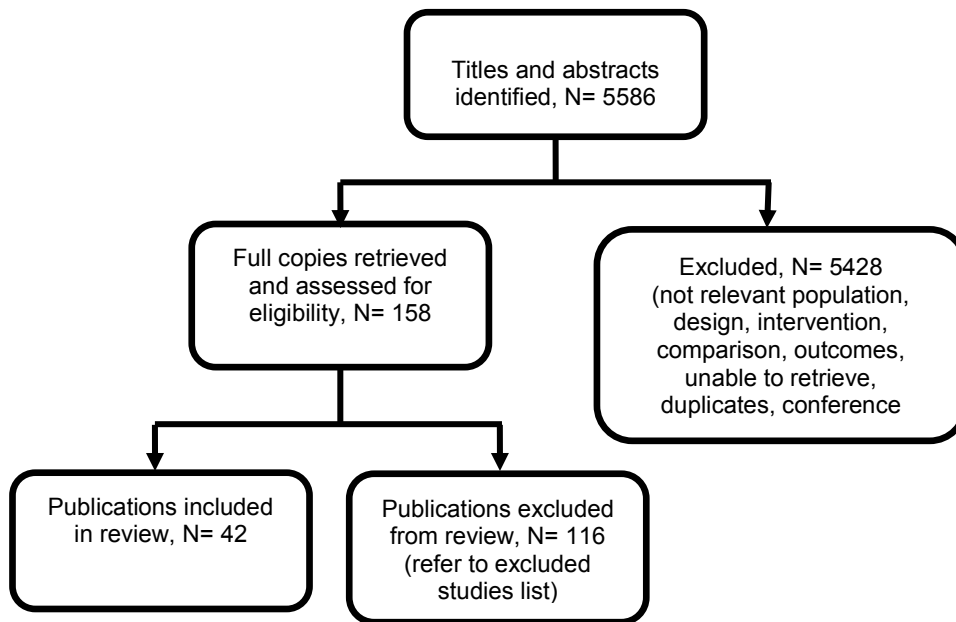 Titles and abstracts
identified, N= 5586
Full copies retrieved
and assessed for
eligibility, N= 158
Excluded, N= 5428
(not relevant population,
design, intervention,
comparison, outcomes,
unable to retrieve,
duplicates, conference
Publications included
in review, N= 42
Publications excluded
from review, N= 116
(refer to excluded
studies list)